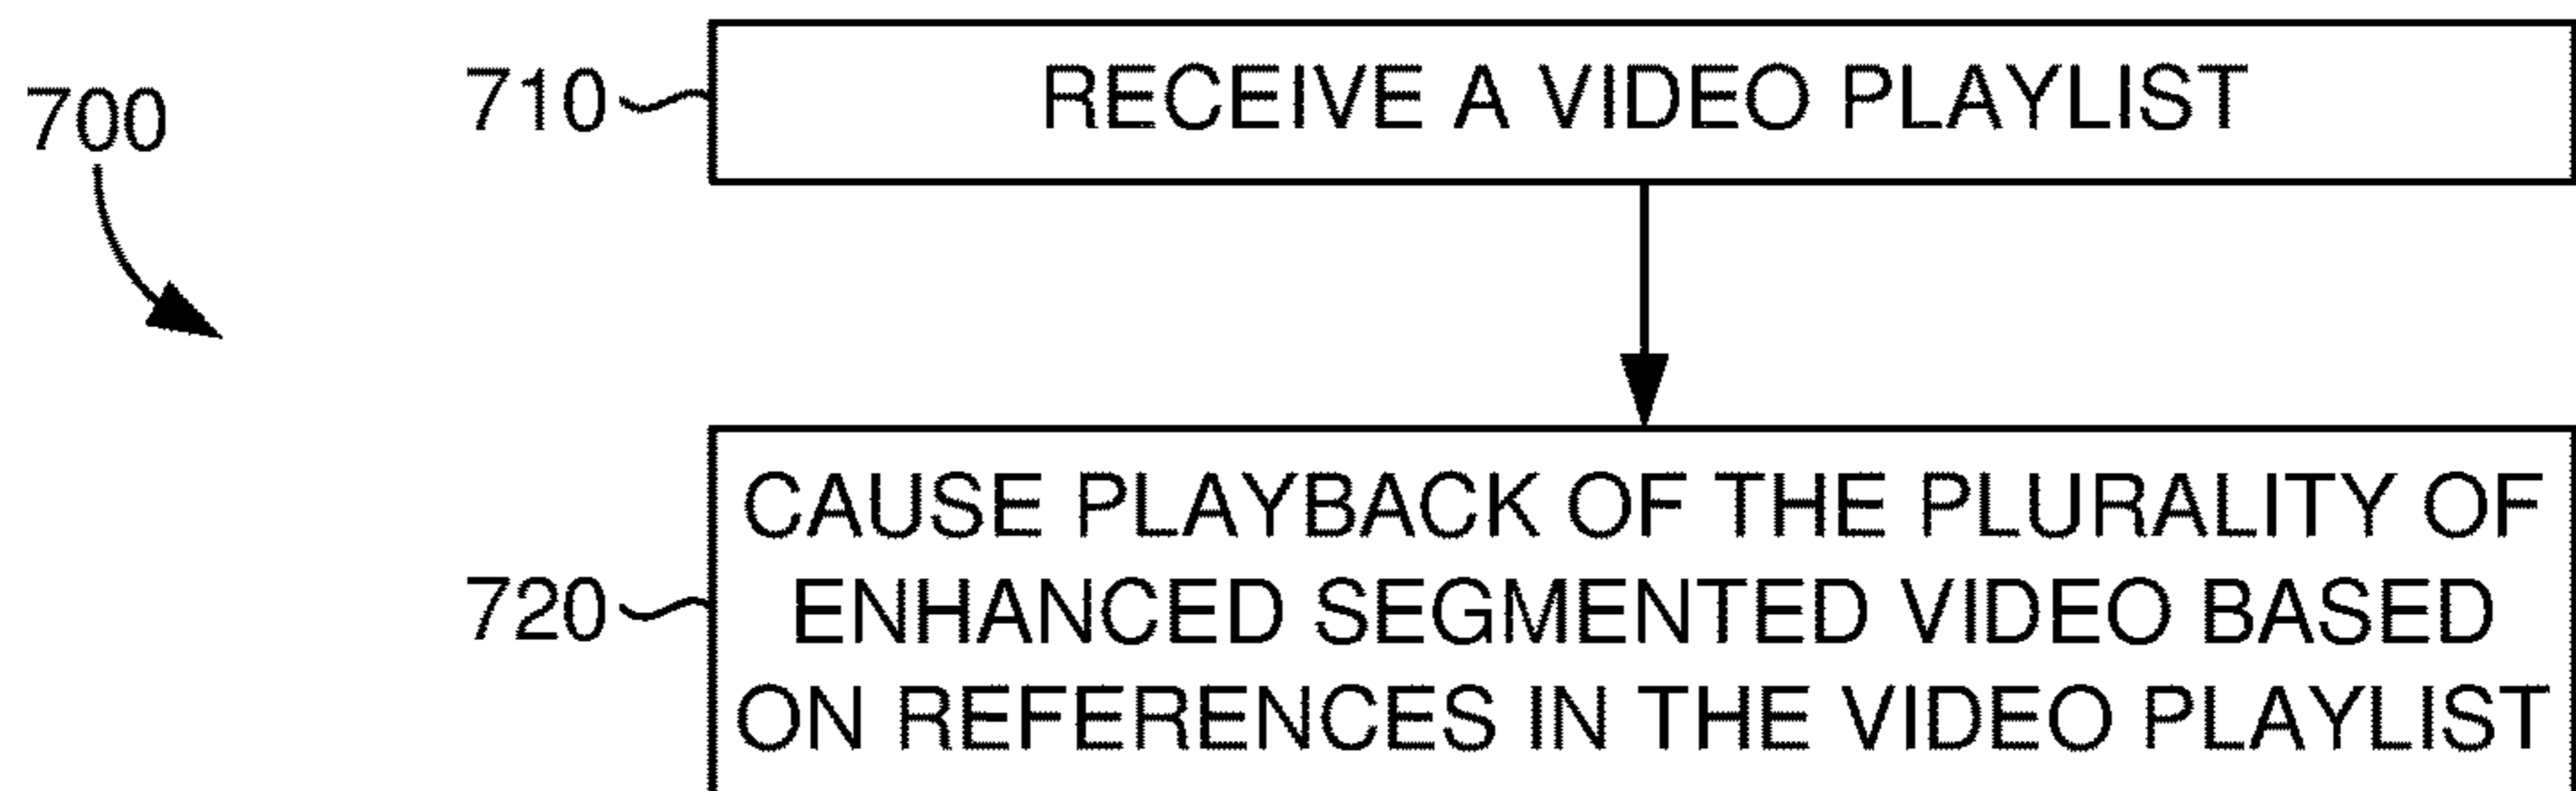 700
710
RECEIVE A VIDEO PLAYLIST
720
CAUSE PLAYBACK OF THE PLURALITY OF
ENHANCED SEGMENTED VIDEO BASED
ON REFERENCES IN THE VIDEO PLAYLIST